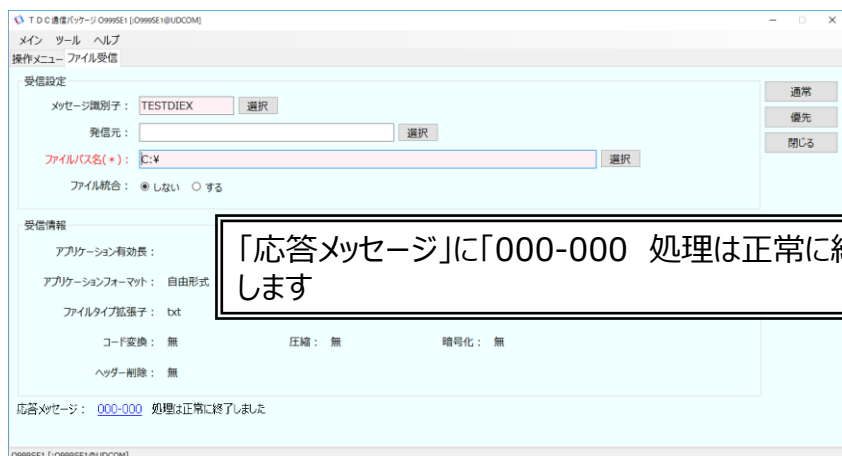 TDC通信パッケージ O999SE1 [:O999SE1@UDCOM]
メイン ツール ヘルプ
操作メニュー ファイル受信
受信設定
メッセージ識別子： TESTDIEX 選択
通常
発信元： 選択
優先
ファイルパス名(*)： C:¥ 選択
閉じる
ファイル統合： しない する
受信情報
アプリケーション有効長：
「応答メッセージ」に「000-000 処理は正常に
アプリケーションフォーマット： 自由形式
します
ファイルタイプ拡張子： txt
コード変換： 無 圧縮： 無 暗号化： 無
ヘッダー削除： 無
応答メッセージ： 000-000 処理は正常に終了しました
O999SE1 [:O999SE1@UDCOM]